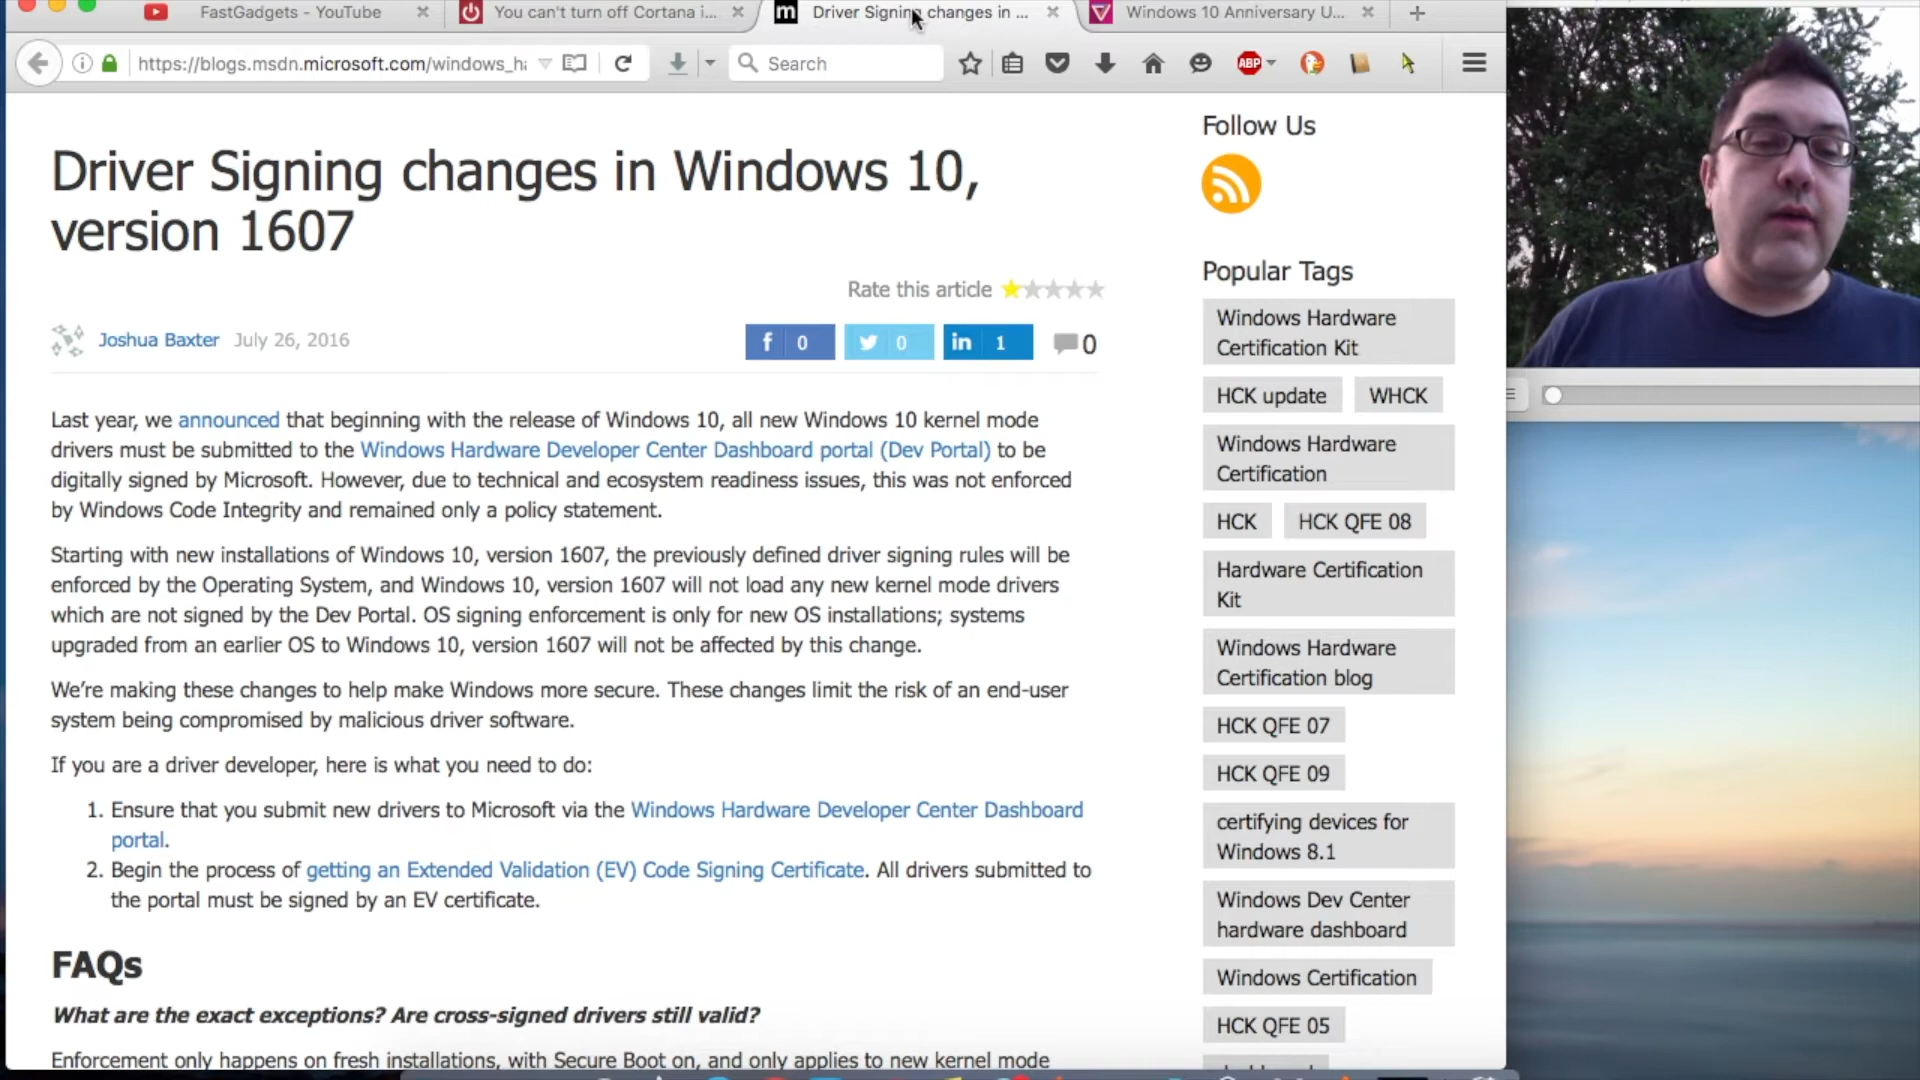 FastGadgets - YouTube
You can't turn off Cortana i...
Driver Signing changes in ...
Windows 10 Anniversary U...
https://blogs.msdn.microsoft.com/windows_h
Search
ABP
Driver Signing changes in Windows 10,
version 1607
Rate this article
Joshua Baxter July 26, 2016
f 0
0
in 1
0
Last year, we announced that beginning with the release of Windows 10, all new Windows 10 kernel mode
drivers must be submitted to the Windows Hardware Developer Center Dashboard portal (Dev Portal) to be
digitally signed by Microsoft. However, due to technical and ecosystem readiness issues, this was not enforced
by Windows Code Integrity and remained only a policy statement.
Starting with new installations of Windows 10, version 1607, the previously defined driver signing rules will be
enforced by the Operating System, and Windows 10, version 1607 will not load any new kernel mode drivers
which are not signed by the Dev Portal. OS signing enforcement is only for new OS installations; systems
upgraded from an earlier OS to Windows 10, version 1607 will not be affected by this change.
We're making these changes to help make Windows more secure. These changes limit the risk of an end-user
system being compromised by malicious driver software.
If you are a driver developer, here is what you need to do:
1. Ensure that you submit new drivers to Microsoft via the Windows Hardware Developer Center Dashboard
portal.
2. Begin the process of getting an Extended Validation (EV) Code Signing Certificate. All drivers submitted to
the portal must be signed by an EV certificate.
FAQs
What are the exact exceptions? Are cross-signed drivers still valid?
Enforcement only happens on fresh installations, with Secure Boot on, and only applies to new kernel mode
Follow Us
Popular Tags
Windows Hardware
Certification Kit
HCK update
WHCK
Windows Hardware
Certification
HCK
HCK QFE 08
Hardware Certification
Kit
Windows Hardware
Certification blog
HCK QFE 07
HCK QFE 09
certifying devices for
Windows 8.1
Windows Dev Center
hardware dashboard
Windows Certification
HCK QFE 05